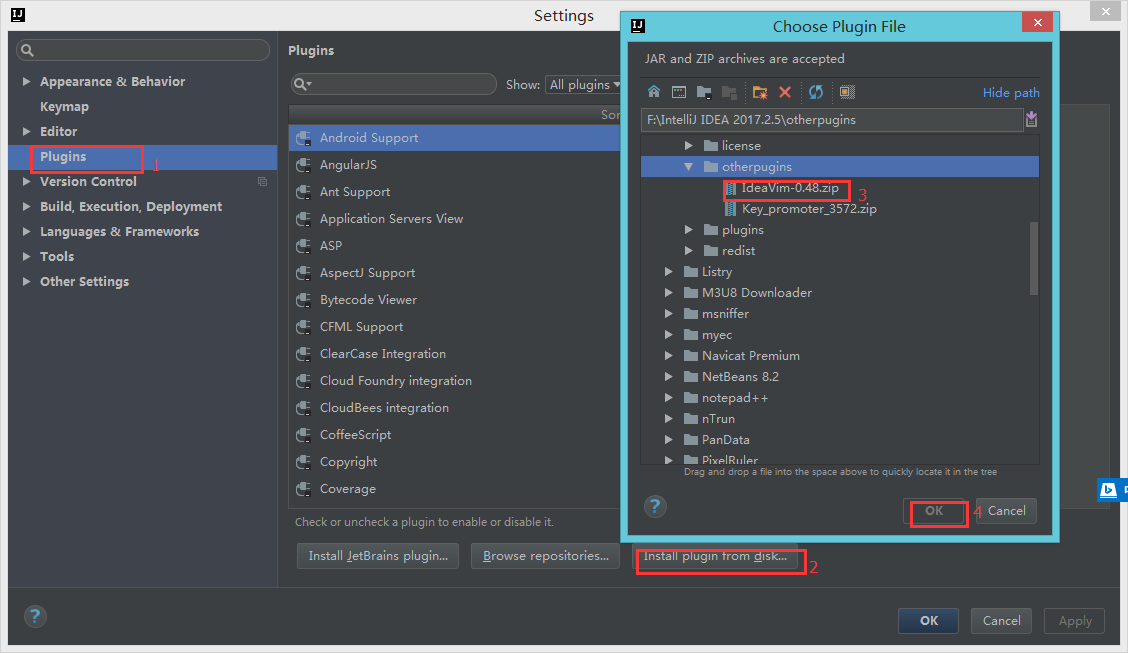 Settings
Appearance & Behavior
Keymap
Editor
Plugins
1
Version Control
Build, Execution, Deployment
Languages & Frameworks
Tools
Other Settings
Plugins
Show: All plugins
Sor
Android Support
AngularJS
Ant Support
Application Servers View
ASP
AspectJ Support
Bytecode Viewer
CFML Support
ClearCase Integration
Cloud Foundry integration
CloudBees integration
CoffeeScript
Copyright
Coverage
Check or uncheck a plugin to enable or disable it.
Install JetBrains plugin...
Browse repositories...
Install plugin from disk...
2
Choose Plugin File
JAR and ZIP archives are accepted
Hide path
F:\IntelliJ IDEA 2017.2.5\otherpugins
license
otherpugins
IdeaVim-0.48.zip
3
Key_promoter_3572.zip
plugins
redist
Listry
M3U8 Downloader
msniffer
myec
Navicat Premium
NetBeans 8.2
notepad++
nTrun
PanData
PixelRuler
Drag and drop a file into the space above to quickly locate it in the tree
?
OK
4
Cancel
?
OK
Cancel
Apply